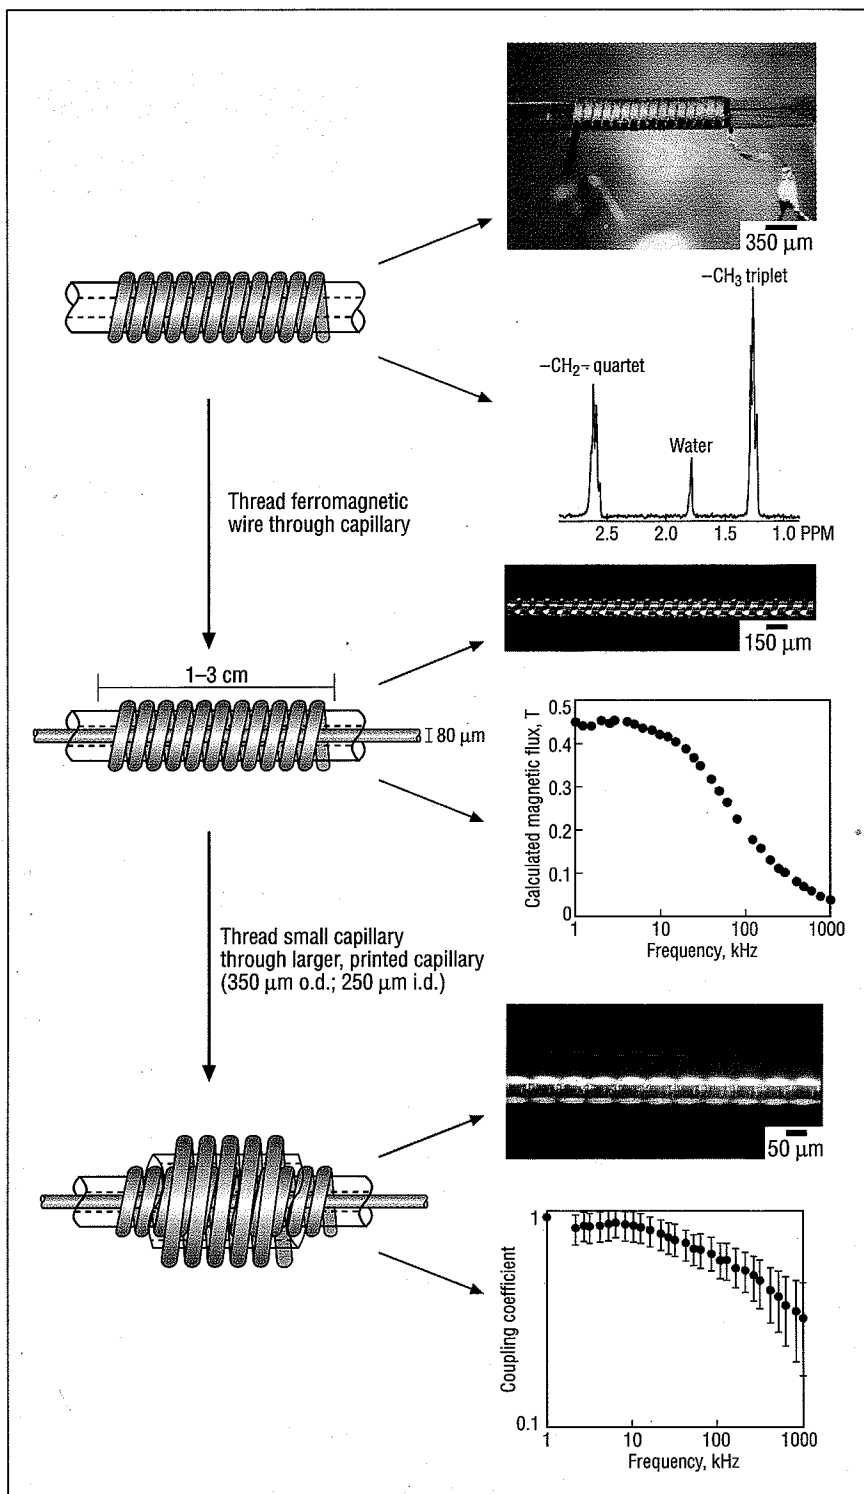 350 μm
–CH3 triplet
–CH2– quartet
Water
2.5 2.0 1.5 1.0 PPM
Thread ferromagnetic
wire through capillary
150 μm
1–3 cm
80 μm
Calculated magnetic flux, T
0.5
0.4
0.3
0.2
0.1
0
1 10 100 1000
Frequency, kHz
Thread small capillary
through larger, printed capillary
(350 μm o.d.; 250 μm i.d.)
50 μm
Coupling coefficient
1
0.1
1 10 100 1000
Frequency, kHz